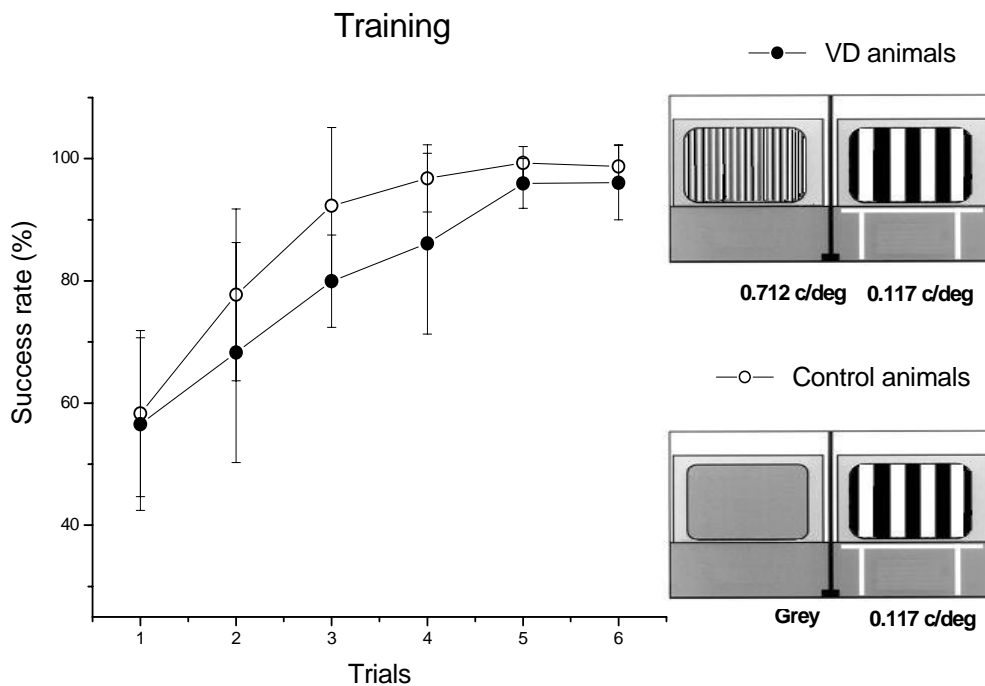 Training
VD animals
Success rate (%)
100
80
60
40
1 2 3 4 5 6
Trials
0.712 c/deg 0.117 c/deg
Control animals
Grey 0.117 c/deg